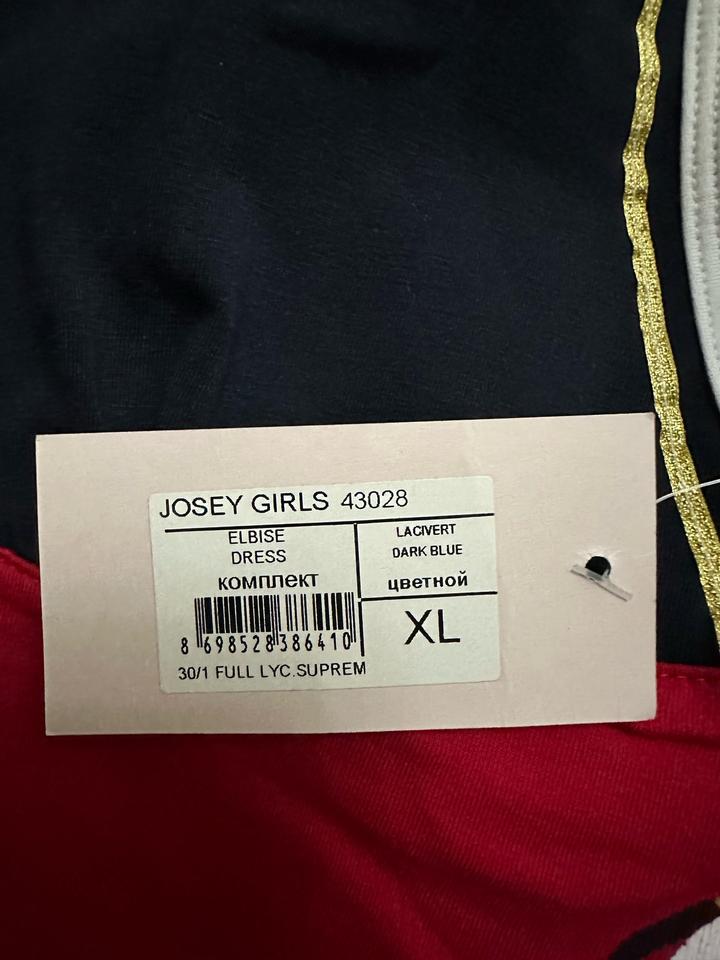 JOSEY GIRLS 43028
ELBISE
DRESS
комплект
LACIVERT
DARK BLUE
цветной
8 698528 386410
XL
30/1 FULL LYC.SUPREM